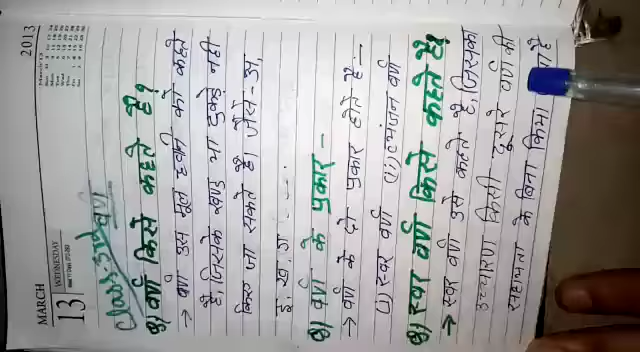 2013
MARCH
13
WEDNESDAY
Class-3rd वर्ण
Q) वर्ण किसे कहते है?
→ वर्ण उस मूल ध्वनि को कहते
है, जिसके खण्ड या टुकड़े नहीं
किए जा सकते है। जैसे- अ,
ई, ख, ग - - -.
Q) वर्ण के प्रकार -
→ वर्ण के दो प्रकार होते है:-
(i) स्वर वर्ण (ii) व्यंजन वर्ण
Q) स्वर वर्ण किसे कहते है?
→ स्वर वर्ण उसे कहते है, जिसका
उच्चारण किसी दूसरे वर्ण की
सहायता के बिना किया